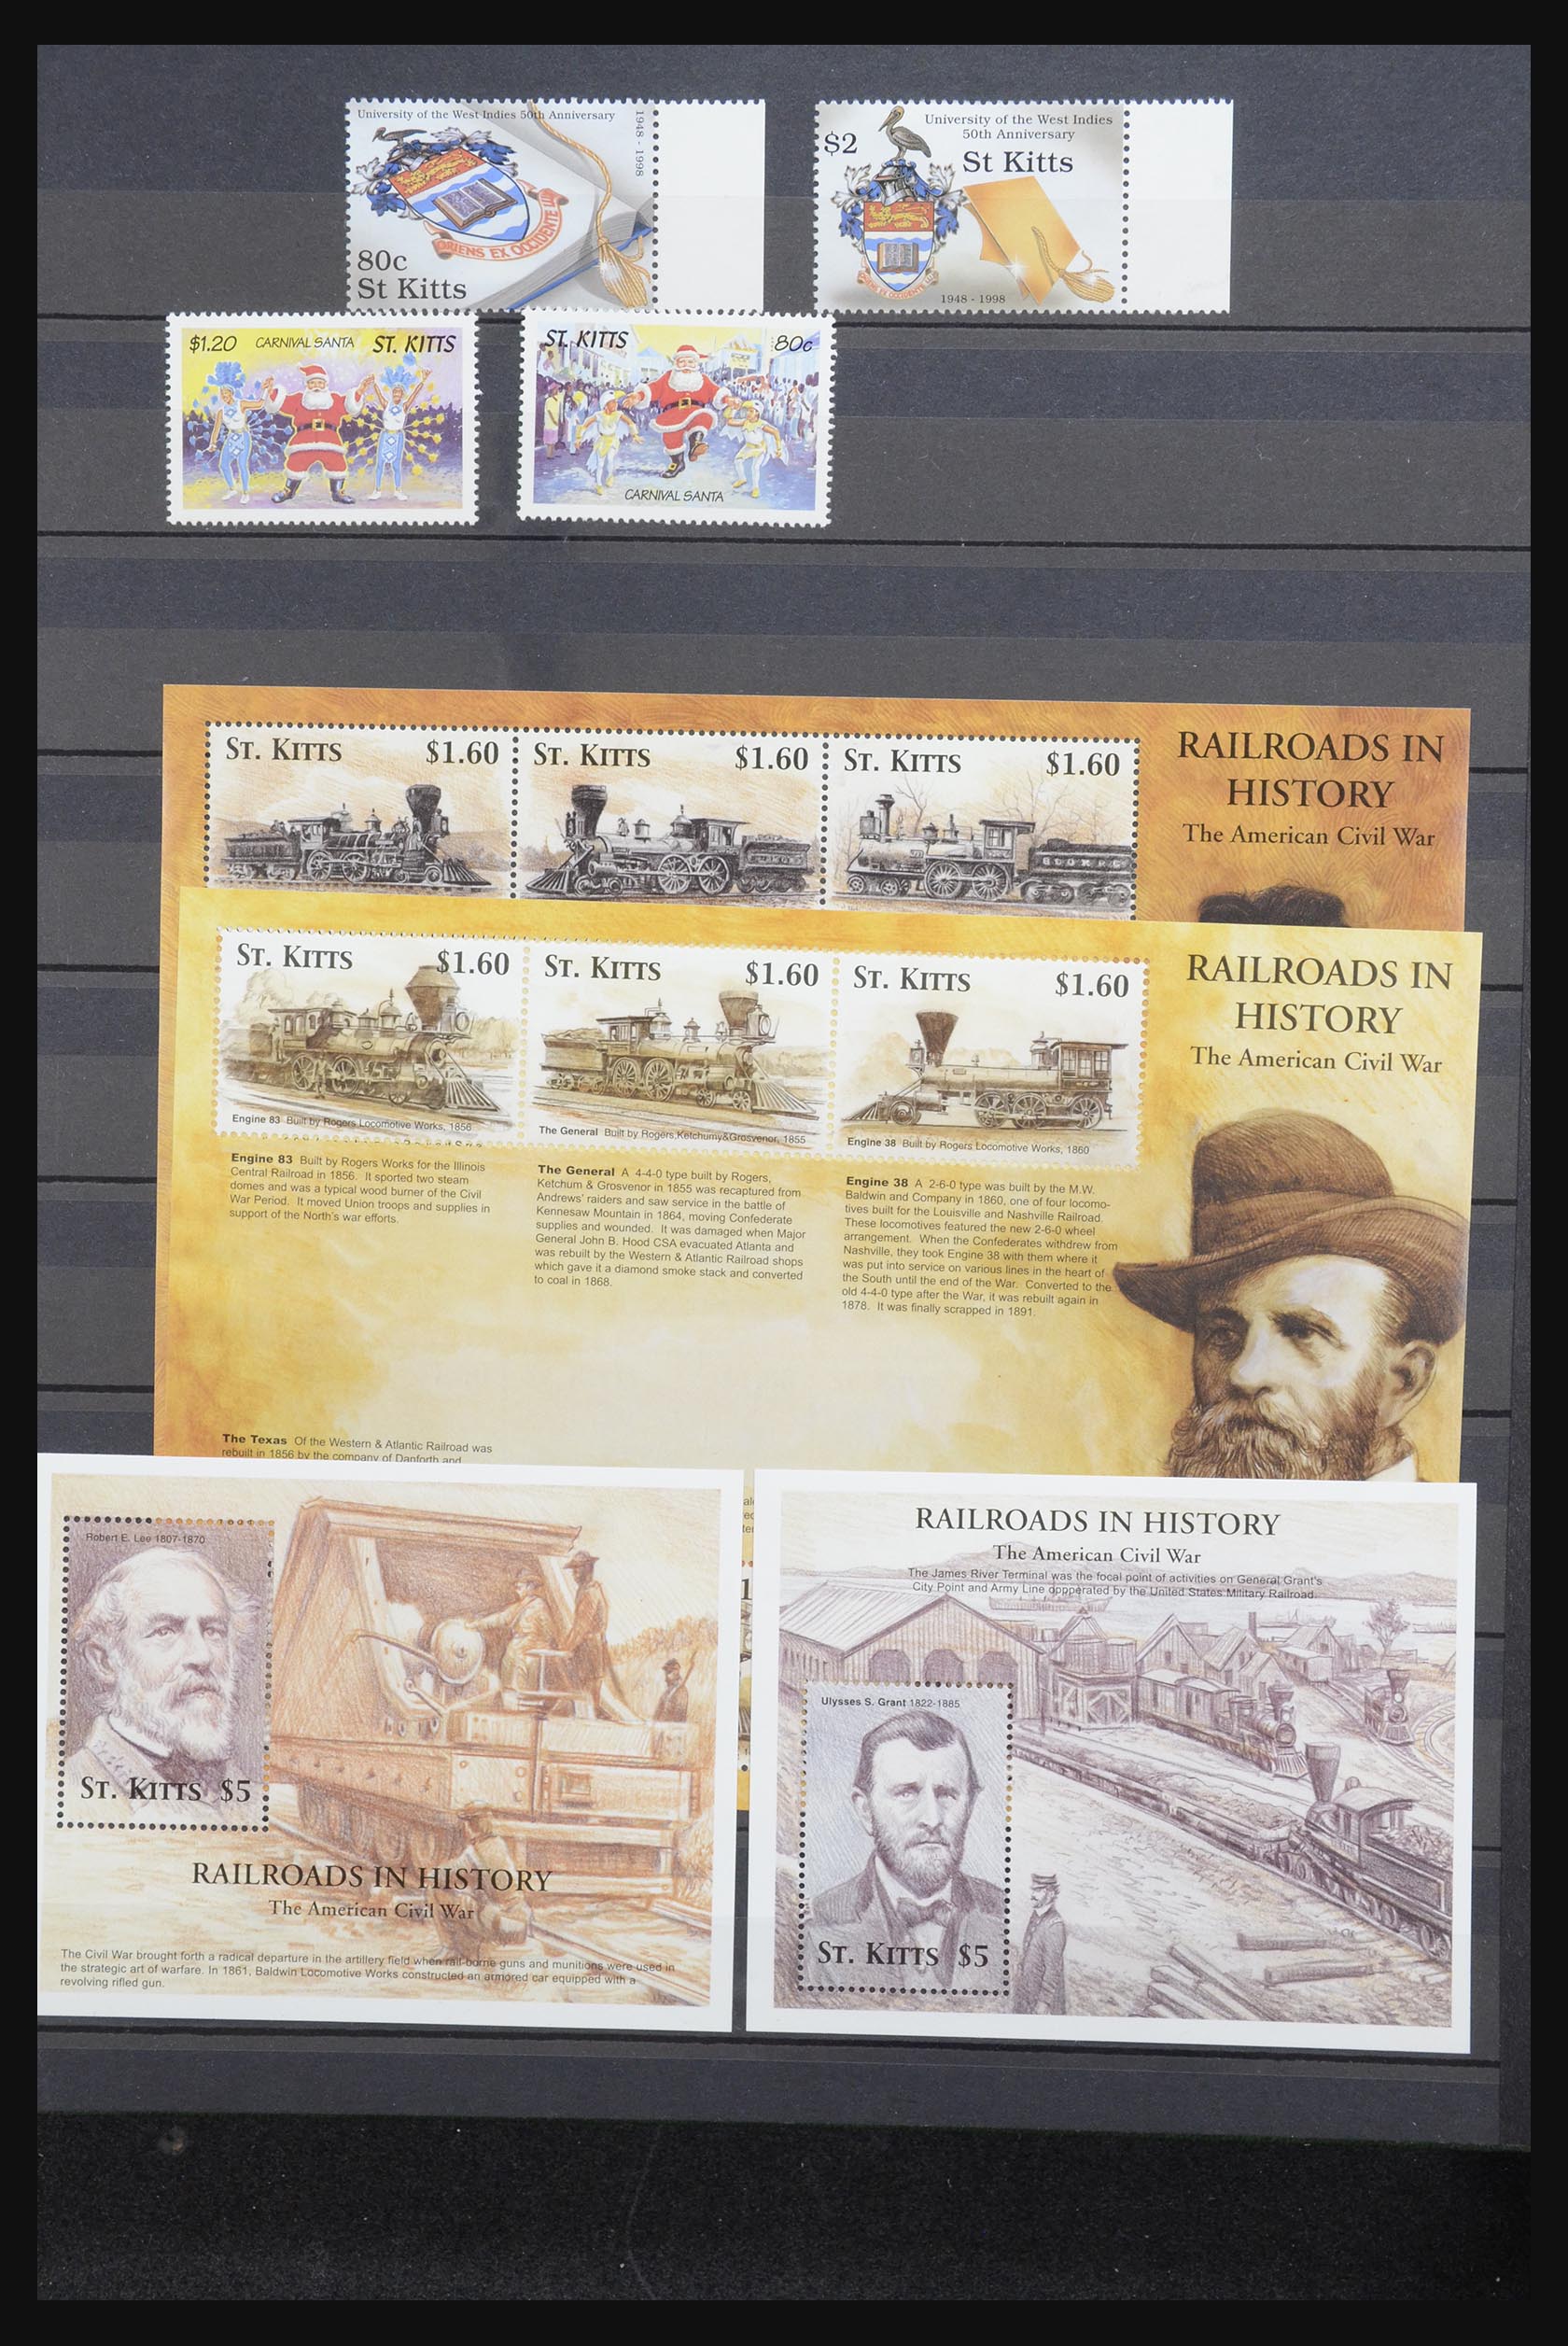 University of the West Indies 50th Anniversary
1948 - 1998
ORIENS EX OCCIDENTE LUX
80c
St Kitts
$2
University of the West Indies
50th Anniversary
St Kitts
1948 - 1998
$1.20 CARNIVAL SANTA ST. KITTS
ST. KITTS 80c
CARNIVAL SANTA
ST. KITTS $1.60
ST. KITTS $1.60
ST. KITTS $1.60
RAILROADS IN
HISTORY
The American Civil War
ST. KITTS $1.60
Engine 83 Built by Rogers Locomotive Works, 1856
ST. KITTS $1.60
The General Built by Rogers,Ketchumy&Grosvenor, 1855
ST. KITTS $1.60
Engine 38 Built by Rogers Locomotive Works, 1860
RAILROADS IN
HISTORY
The American Civil War
Engine 83 Built by Rogers Works for the Illinois
Central Railroad in 1856. It sported two steam
domes and was a typical wood burner of the Civil
War Period. It moved Union troops and supplies in
support of the North's war efforts.
The General A 4-4-0 type built by Rogers,
Ketchum & Grosvenor in 1855 was recaptured from
Andrews' raiders and saw service in the battle of
Kennesaw Mountain in 1864, moving Confederate
supplies and wounded. It was damaged when Major
General John B. Hood CSA evacuated Atlanta and
was rebuilt by the Western & Atlantic Railroad shops
which gave it a diamond smoke stack and converted
to coal in 1868.
Engine 38 A 2-6-0 type was built by the M.W.
Baldwin and Company in 1860, one of four locomo-
tives built for the Louisville and Nashville Railroad.
These locomotives featured the new 2-6-0 wheel
arrangement. When the Confederates withdrew from
Nashville, they took Engine 38 with them where it
was put into service on various lines in the heart of
the South until the end of the War. Converted to the
old 4-4-0 type after the War, it was rebuilt again in
1878. It was finally scrapped in 1891.
The Texas Of the Western & Atlantic Railroad was
rebuilt in 1856 by the company of Danforth and
Robert E. Lee 1807-1870
ST. KITTS $5
RAILROADS IN HISTORY
The American Civil War
The Civil War brought forth a radical departure in the artillery field when rail-borne guns and munitions were used in
the strategic art of warfare. In 1861, Baldwin Locomotive Works constructed an armored car equipped with a
revolving rifled gun.
RAILROADS IN HISTORY
The American Civil War
The James River Terminal was the focal point of activities on General Grant's
City Point and Army Line oppperated by the United States Military Railroad.
Ulysses S. Grant 1822-1885
ST. KITTS $5